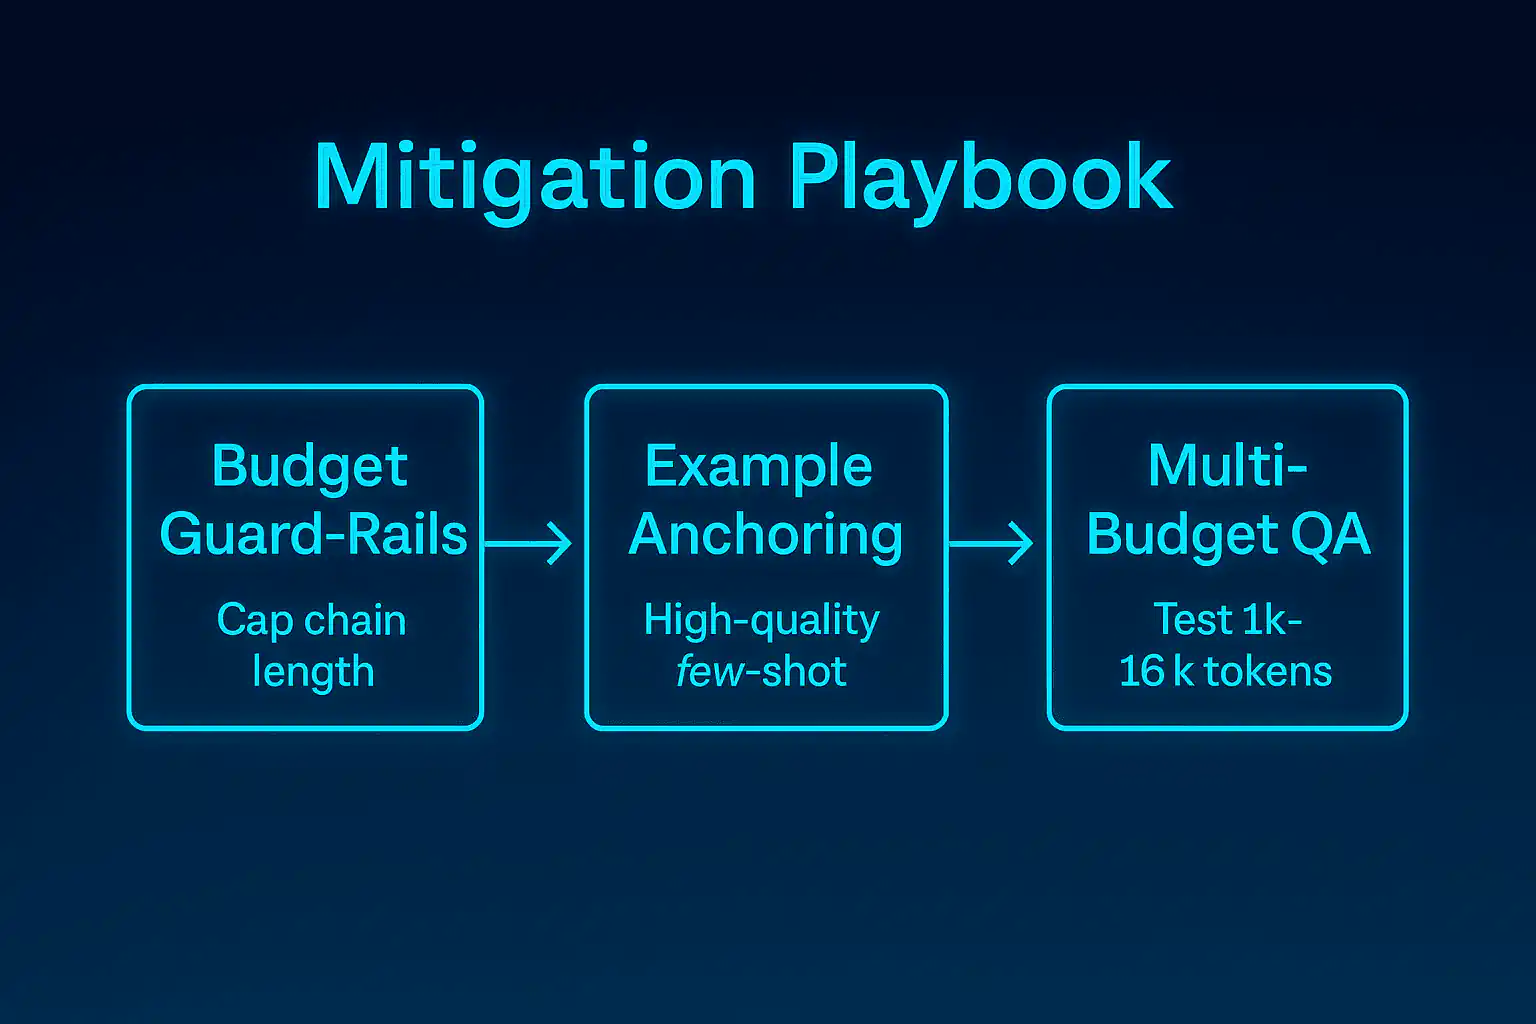 Mitigation Playbook
Budget
Guard-Rails
Cap chain
length
Example
Anchoring
High-quality
few-shot
Multi-
Budget QA
Test 1k-
16 k tokens